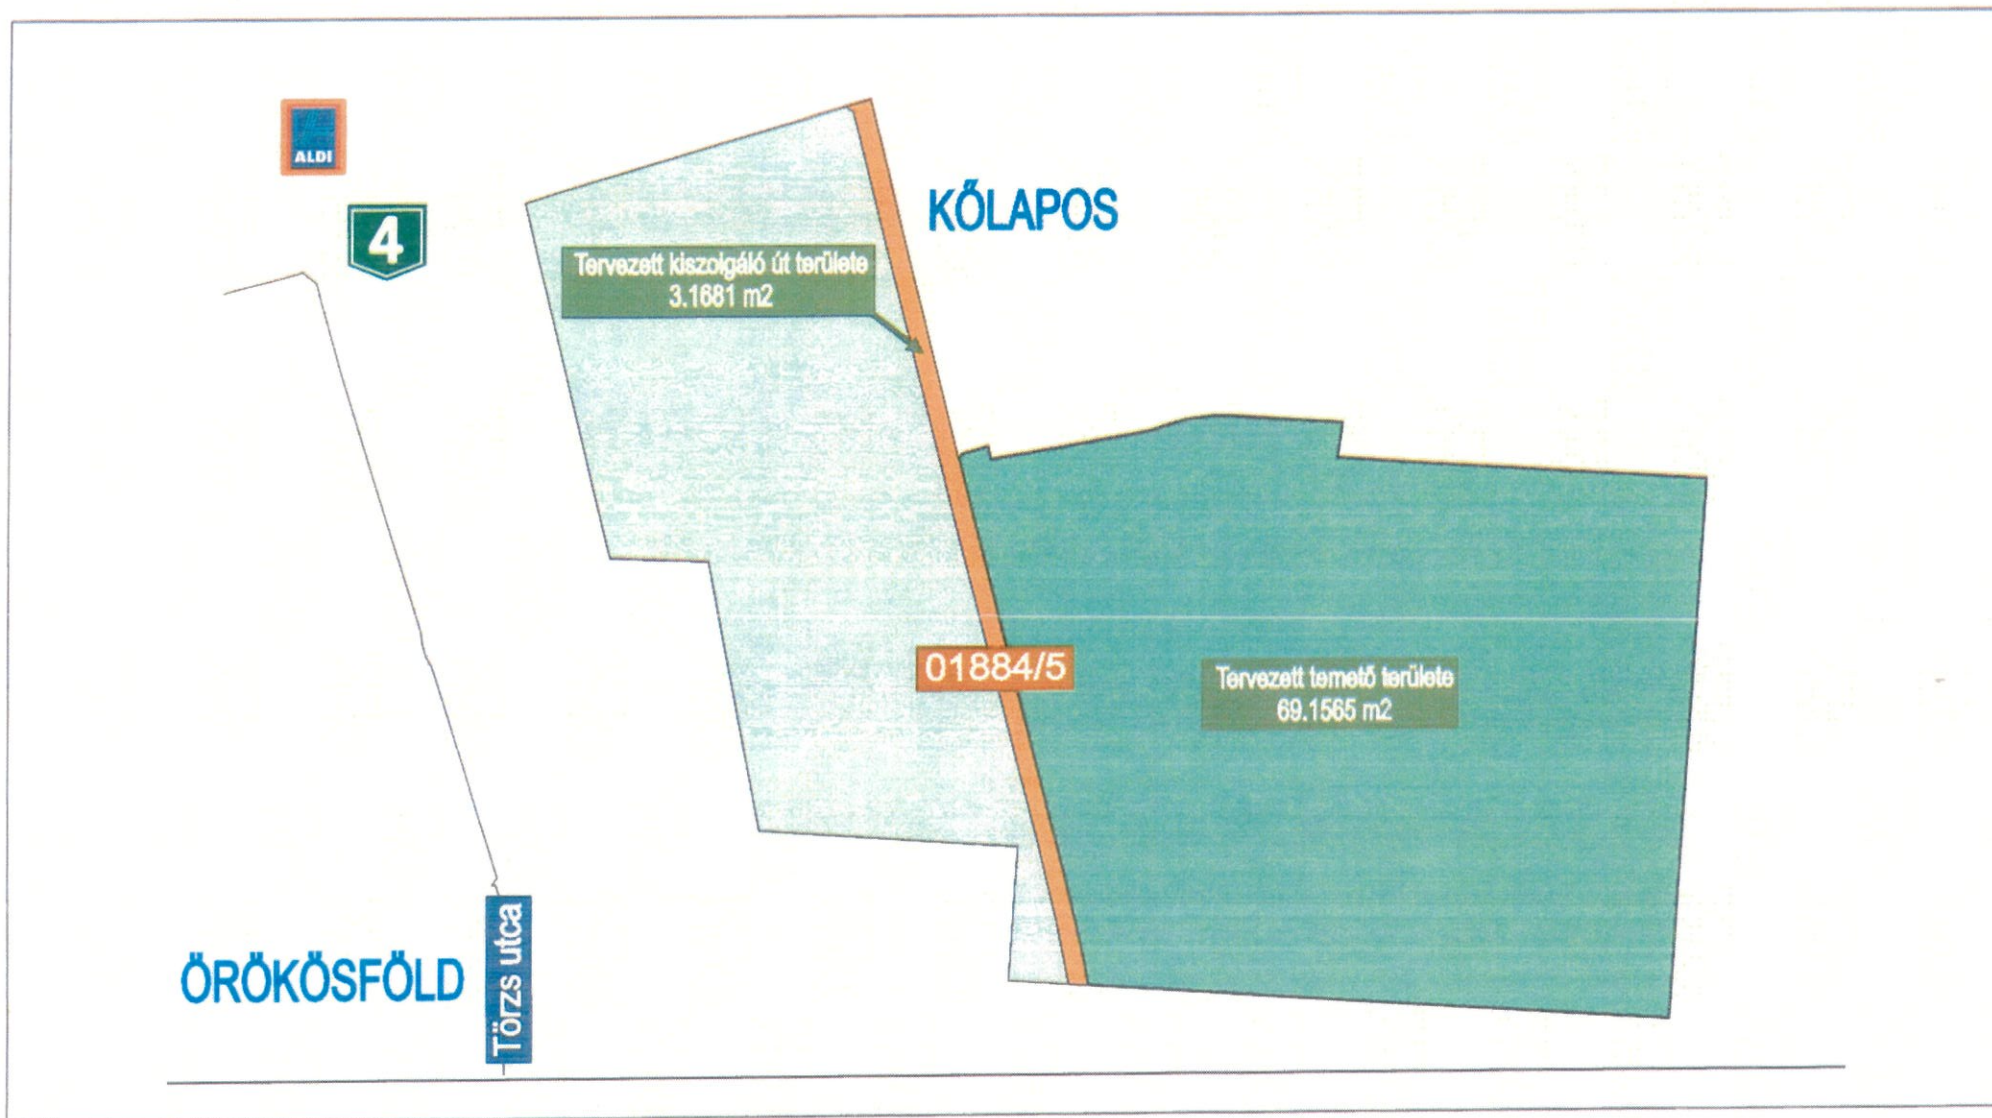 ALDI
4
KŐLAPOS
Tervezett kiszolgáló út területe
3.1681 m2
01884/5
Tervezett temető területe
69.1565 m2
ÖRÖKÖSFÖLD
Törzs utca